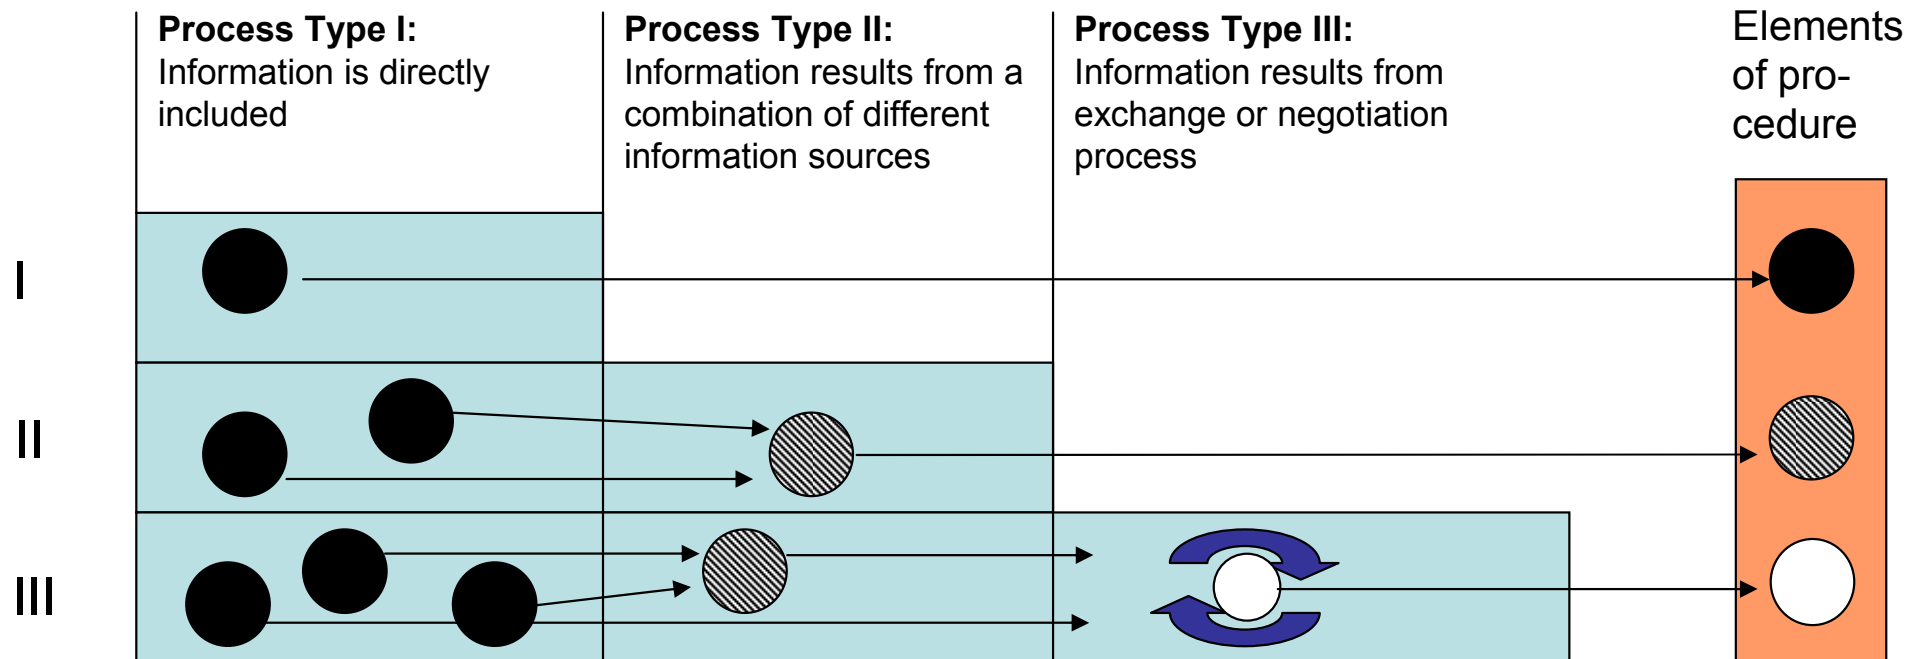 Process Type I:
Information is directly
included
Process Type II:
Information results from a
combination of different
information sources
Process Type III:
Information results from
exchange or negotiation
process
Elements
of pro-
cedure
I
II
III